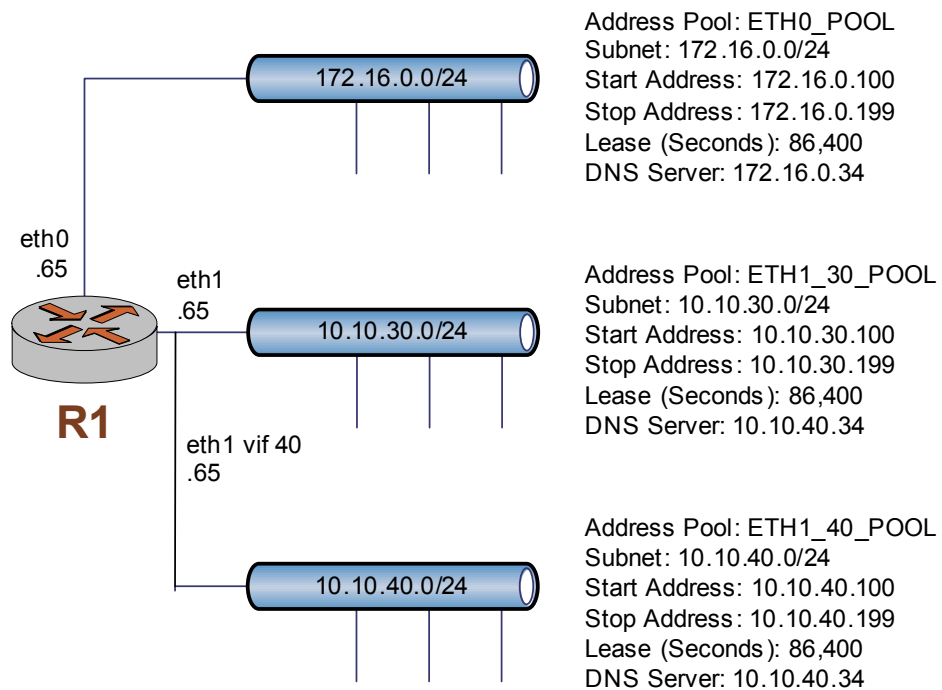 Address Pool: ETH0_POOL
Subnet: 172.16.0.0/24
Start Address: 172.16.0.100
Stop Address: 172.16.0.199
Lease (Seconds): 86,400
DNS Server: 172.16.0.34
172.16.0.0/24
eth0
.65
eth1
.65
R1
10.10.30.0/24
Address Pool: ETH1_30_POOL
Subnet: 10.10.30.0/24
Start Address: 10.10.30.100
Stop Address: 10.10.30.199
Lease (Seconds): 86,400
DNS Server: 10.10.40.34
eth1 vif 40
.65
10.10.40.0/24
Address Pool: ETH1_40_POOL
Subnet: 10.10.40.0/24
Start Address: 10.10.40.100
Stop Address: 10.10.40.199
Lease (Seconds): 86,400
DNS Server: 10.10.40.34